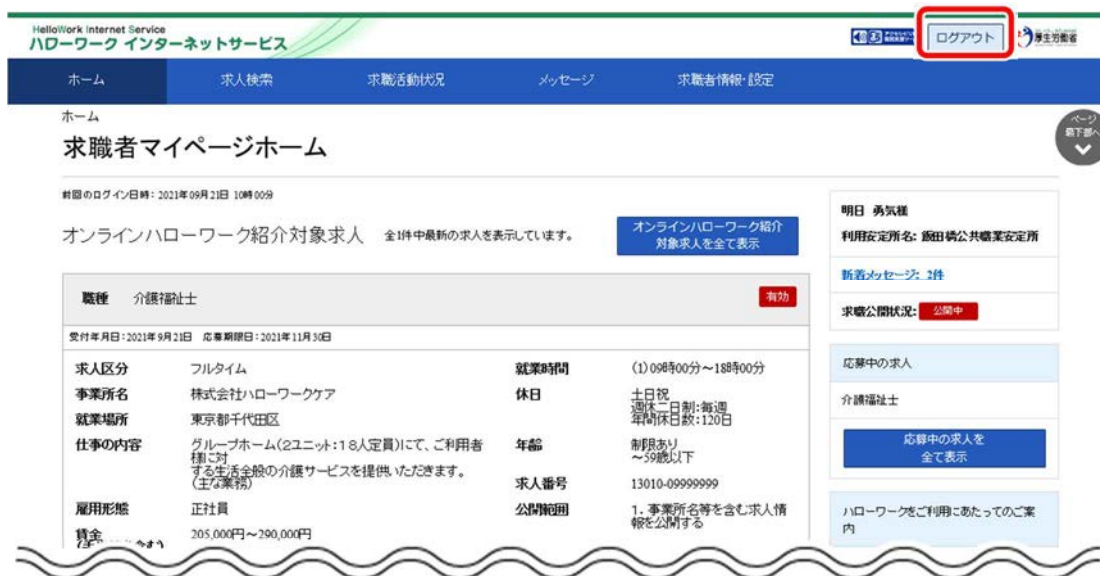 HelloWork Internet Service
ハローワーク インターネットサービス
ログアウト
厚生労働省
ホーム
求人検索
求職活動状況
メッセージ
求職者情報・設定
ホーム
ページ
最下部へ
求職者マイページホーム
前回のログイン日時：2021年09月21日 10時00分
オンラインハローワーク紹介対象求人
全1件中最新の求人を表示しています。
オンラインハローワーク紹介
対象求人を全て表示
職種 介護福祉士
有効
受付年月日：2021年9月21日 応募期限日：2021年11月30日
求人区分 フルタイム
事業所名 株式会社ハローワークケア
就業場所 東京都千代田区
仕事の内容 グループホーム（2ユニット：18人定員）にて、ご利用者
様に対
する生活全般の介護サービスを提供いただきます。
（主な業務）
雇用形態 正社員
賃金 205,000円～290,000円
就業時間 （1）09時00分～18時00分
休日 土日祝
週休二日制：毎週
年間休日数：120日
年齢 制限あり
～59歳以下
求人番号 13010-09999999
公開範囲 1．事業所名等を含む求人情
報を公開する
明日 勇気様
利用安定所名：飯田橋公共職業安定所
新着メッセージ：2件
求職公開状況： 公開中
応募中の求人
介護福祉士
応募中の求人を
全て表示
ハローワークをご利用にあたってのご案
内